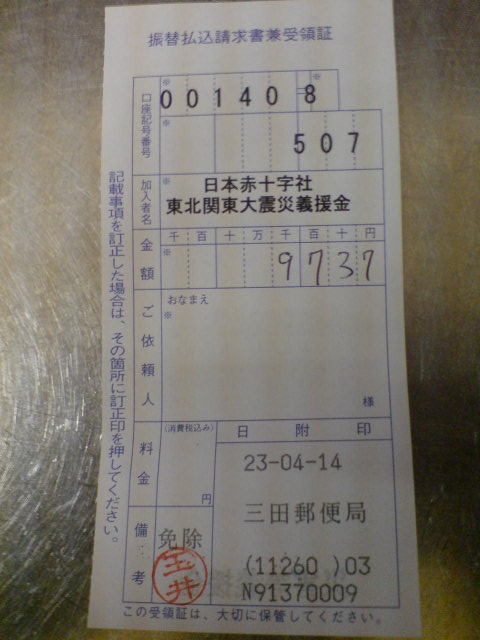 振替払込請求書兼受領証
口座記号番号
※
※
001408
※
507
加入者名
※
日本赤十字社
東北関東大震災義援金
金額
千百十万千百十円
※
9737
ご依頼人
おなまえ
※
様
料金
(消費税込み)
円
日附印
23-04-14
三田郵便局
(11260 )03
N91370009
備考
免除
玉井
記載事項を訂正した場合は、その箇所に訂正印を押してください。
この受領証は、大切に保管してください。